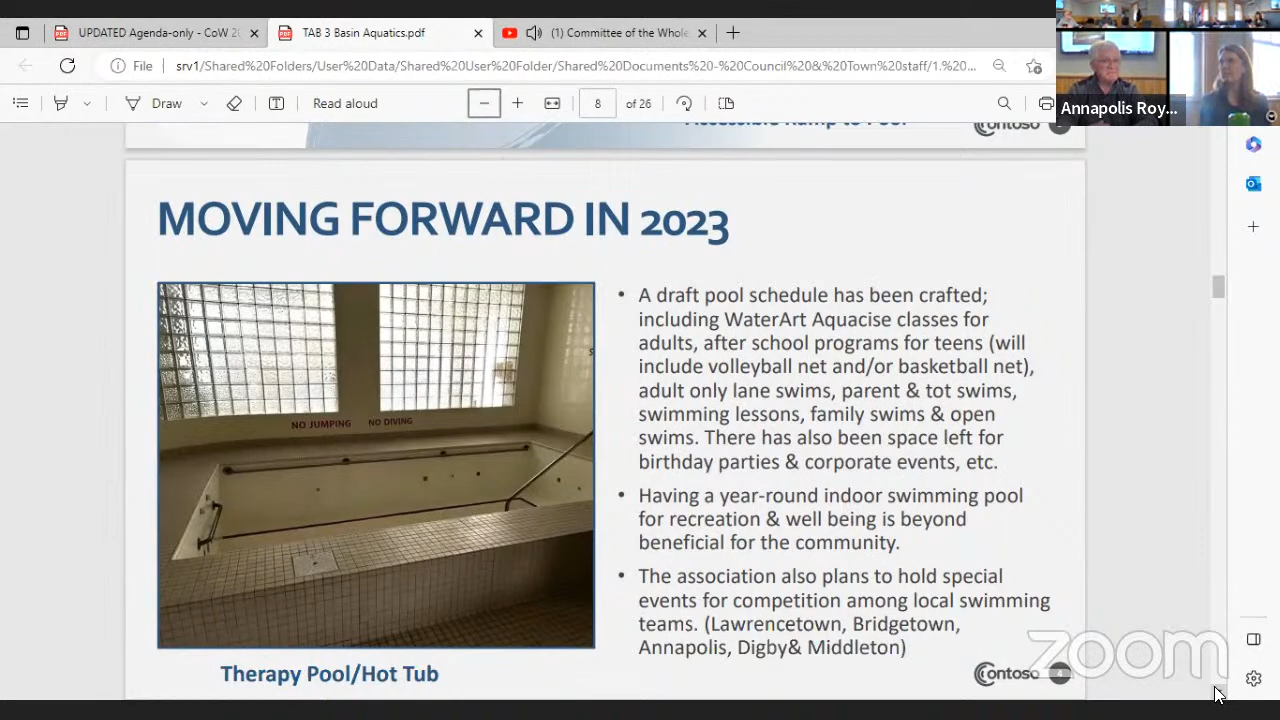 UPDATED Agenda-only - CoW 20
TAB 3 Basin Aquatics.pdf
(1) Committee of the Whole
File
srv1/Shared%20Folders/User%20Data/Shared%20User%20Folder/Shared%20Documents%20-%20Council%20&%20Town%20staff/1.%20...
Draw
Read aloud
8
of 26
Annapolis Roy...
Accessible Ramp to Pool
Contoso
MOVING FORWARD IN 2023
NO JUMPING NO DIVING
Therapy Pool/Hot Tub
• A draft pool schedule has been crafted;
including WaterArt Aquacise classes for
adults, after school programs for teens (will
include volleyball net and/or basketball net),
adult only lane swims, parent & tot swims,
swimming lessons, family swims & open
swims. There has also been space left for
birthday parties & corporate events, etc.
• Having a year-round indoor swimming pool
for recreation & well being is beyond
beneficial for the community.
• The association also plans to hold special
events for competition among local swimming
teams. (Lawrencetown, Bridgetown,
Annapolis, Digby& Middleton)
Contoso 4
zoom